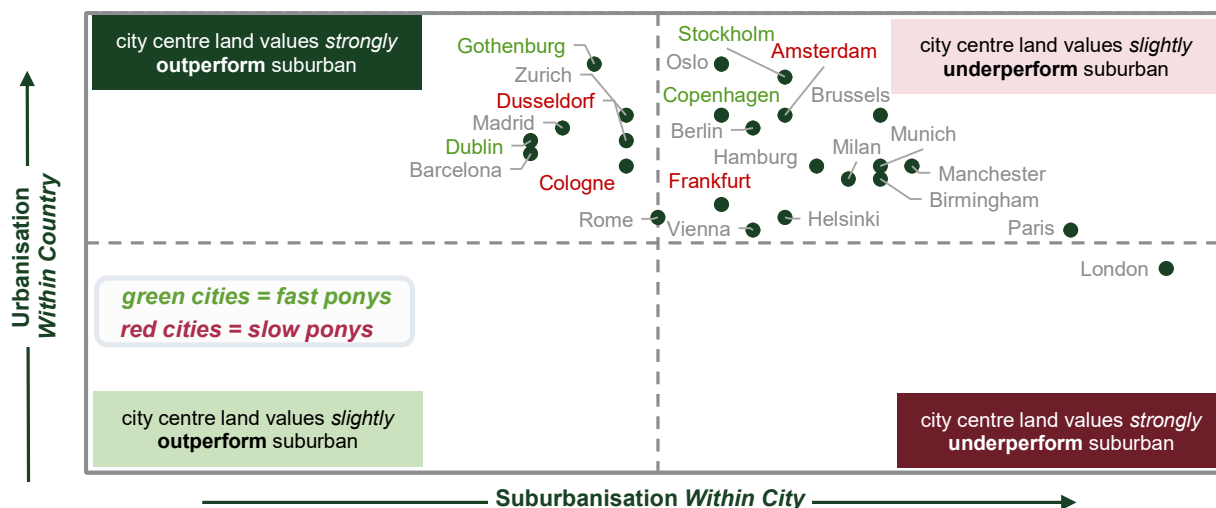 city centre land values strongly
outperform suburban
city centre land values slightly
underperform suburban
Gothenburg
Stockholm
Amsterdam
Oslo
Zurich
Dusseldorf
Copenhagen
Brussels
Madrid
Berlin
Munich
Dublin
Milan
Barcelona
Hamburg
Manchester
Cologne
Frankfurt
Birmingham
Rome
Vienna
Helsinki
Paris
London
green cities = fast ponys
red cities = slow ponys
city centre land values slightly
outperform suburban
city centre land values strongly
underperform suburban
Urbanisation
Within Country
Suburbanisation Within City